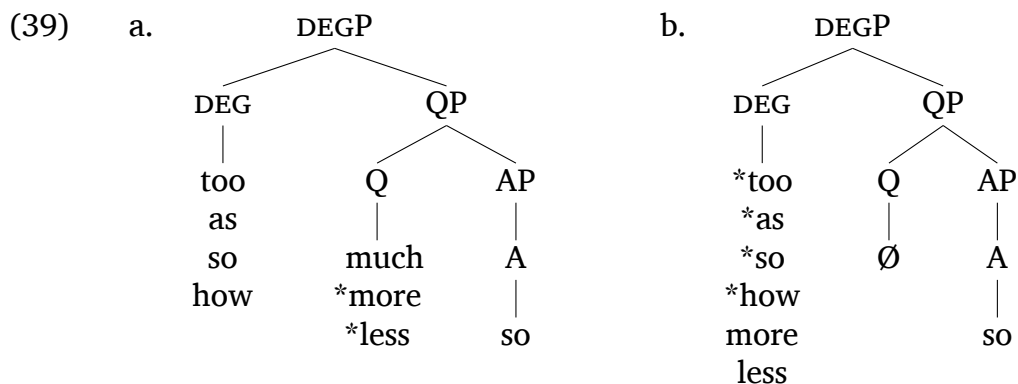 (39) a. DEGP b. DEGP
DEG QP DEG QP
too Q AP *too Q AP
as *as
so much A *so Ø A
how *more *how
*less so more so
less